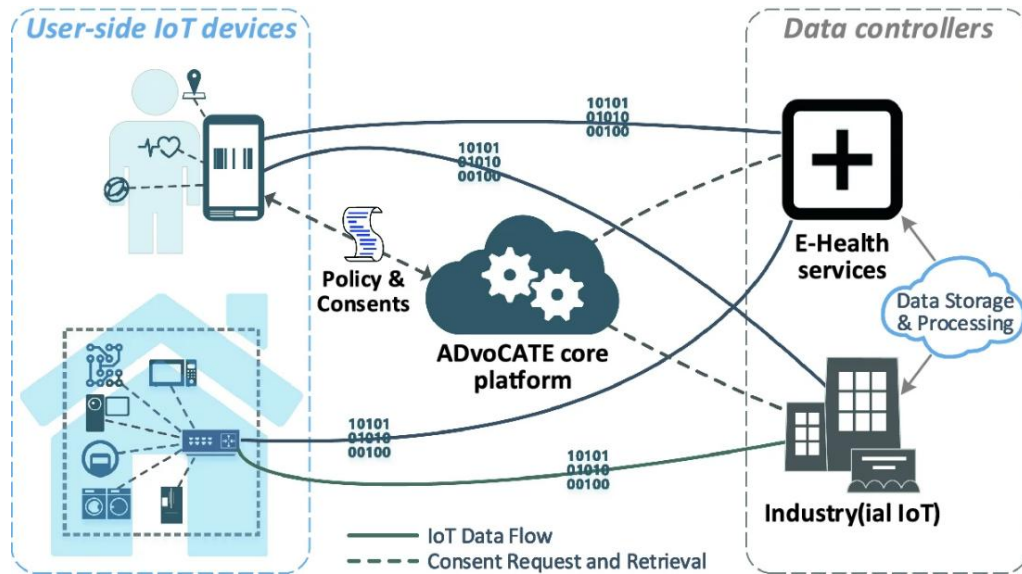 User-side IoT devices
Data controllers
10101
01010
00100
10101
01010
00100
Policy &
Consents
ADvoCATE core
platform
E-Health
services
Data Storage
& Processing
10101
01010
00100
10101
01010
00100
Industry(ial IoT)
IoT Data Flow
Consent Request and Retrieval